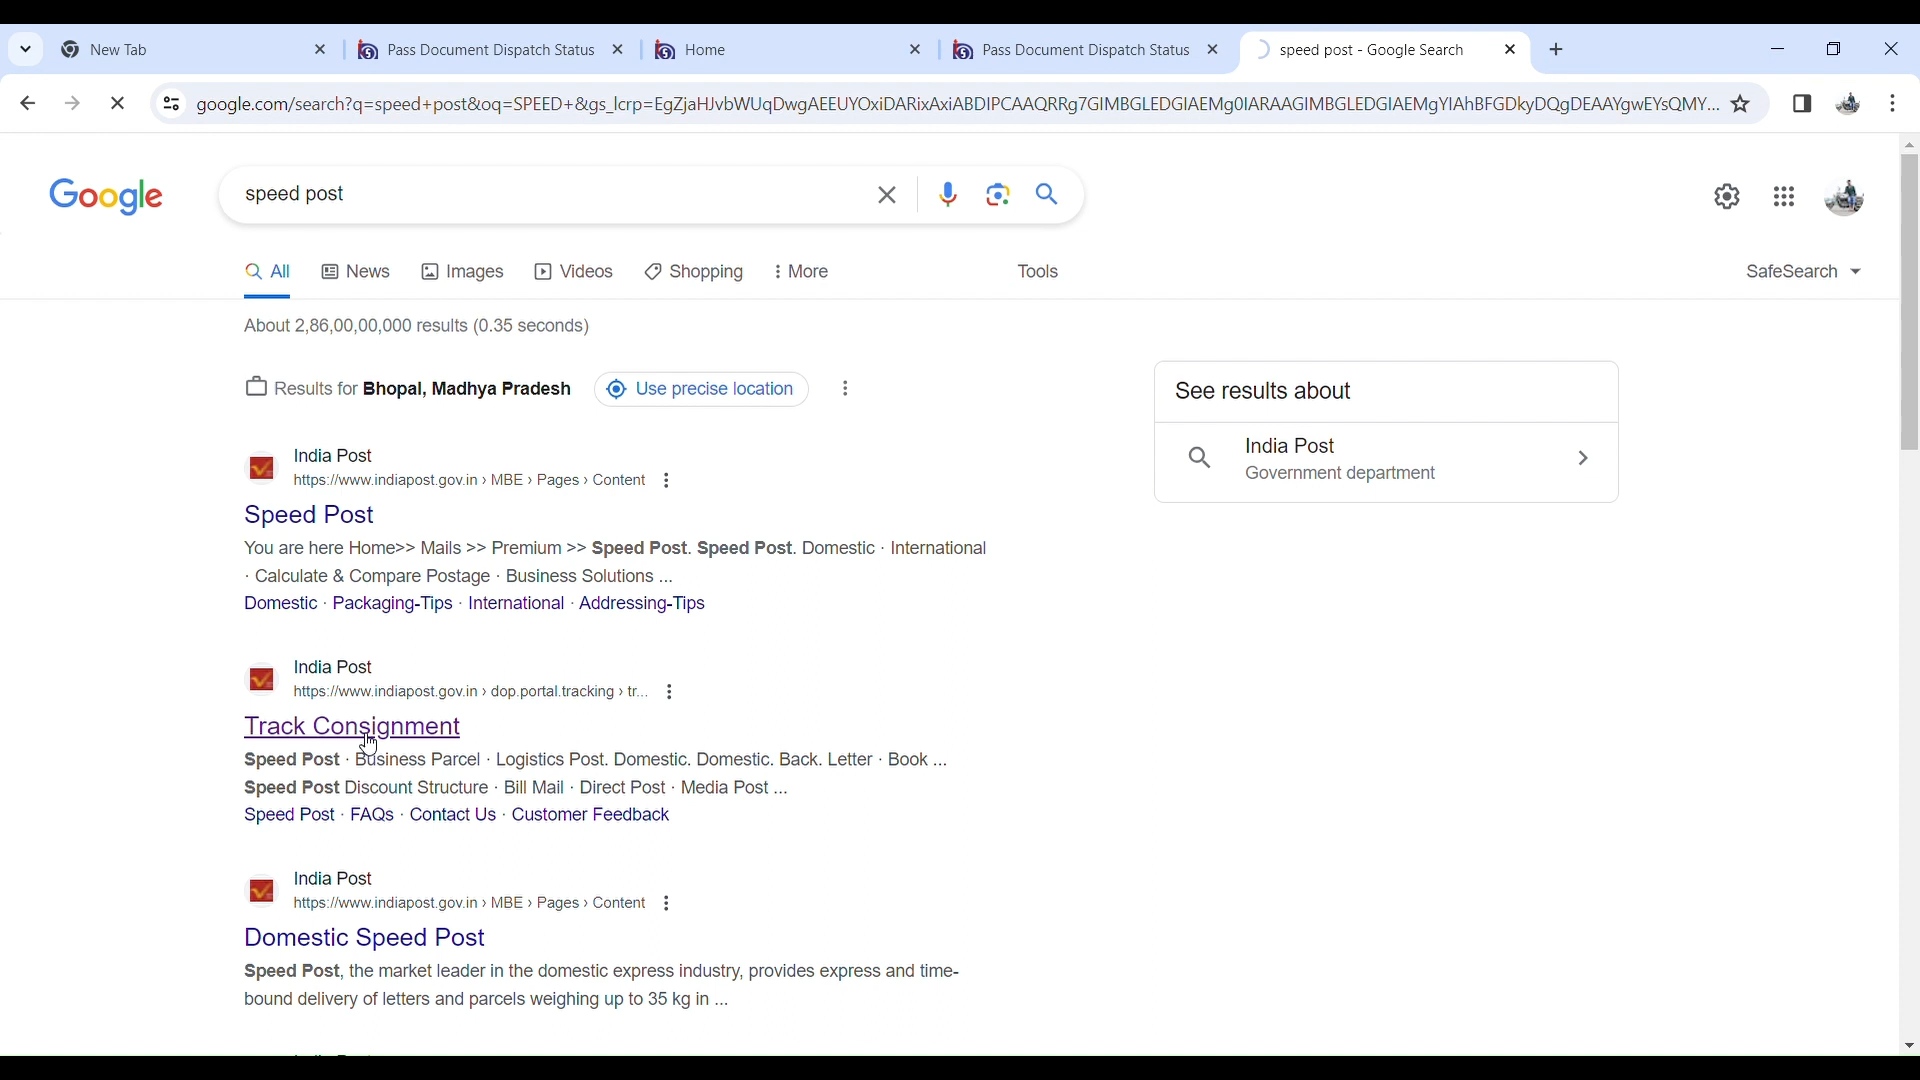 New Tab
Pass Document Dispatch Status
Home
Pass Document Dispatch Status
speed post - Google Search
google.com/search?q=speed+post&oq=SPEED+&gs_lcrp=EgZjaHJvbWUqDwgAEEUYOxiDARixAxiABDIPCAAQRRg7GIMBGLEDGIAEMg0IARAAGIMBGLEDGIAEMgYIAhBFGDkyDQgDEAAYgwEYsQMY...
Google
speed post
All
News
Images
Videos
Shopping
More
Tools
SafeSearch
About 2,86,00,00,000 results (0.35 seconds)
Results for Bhopal, Madhya Pradesh
Use precise location
See results about
India Post
Government department
India Post
https://www.indiapost.gov.in › MBE › Pages › Content
Speed Post
You are here Home>> Mails >> Premium >> Speed Post. Speed Post. Domestic · International
· Calculate & Compare Postage · Business Solutions ...
Domestic · Packaging-Tips · International · Addressing-Tips
India Post
https://www.indiapost.gov.in › dop.portal.tracking › tr...
Track Consignment
Speed Post · Business Parcel · Logistics Post. Domestic. Domestic. Back. Letter · Book ...
Speed Post Discount Structure · Bill Mail · Direct Post · Media Post ...
Speed Post · FAQs · Contact Us · Customer Feedback
India Post
https://www.indiapost.gov.in › MBE › Pages › Content
Domestic Speed Post
Speed Post, the market leader in the domestic express industry, provides express and time-
bound delivery of letters and parcels weighing up to 35 kg in ...